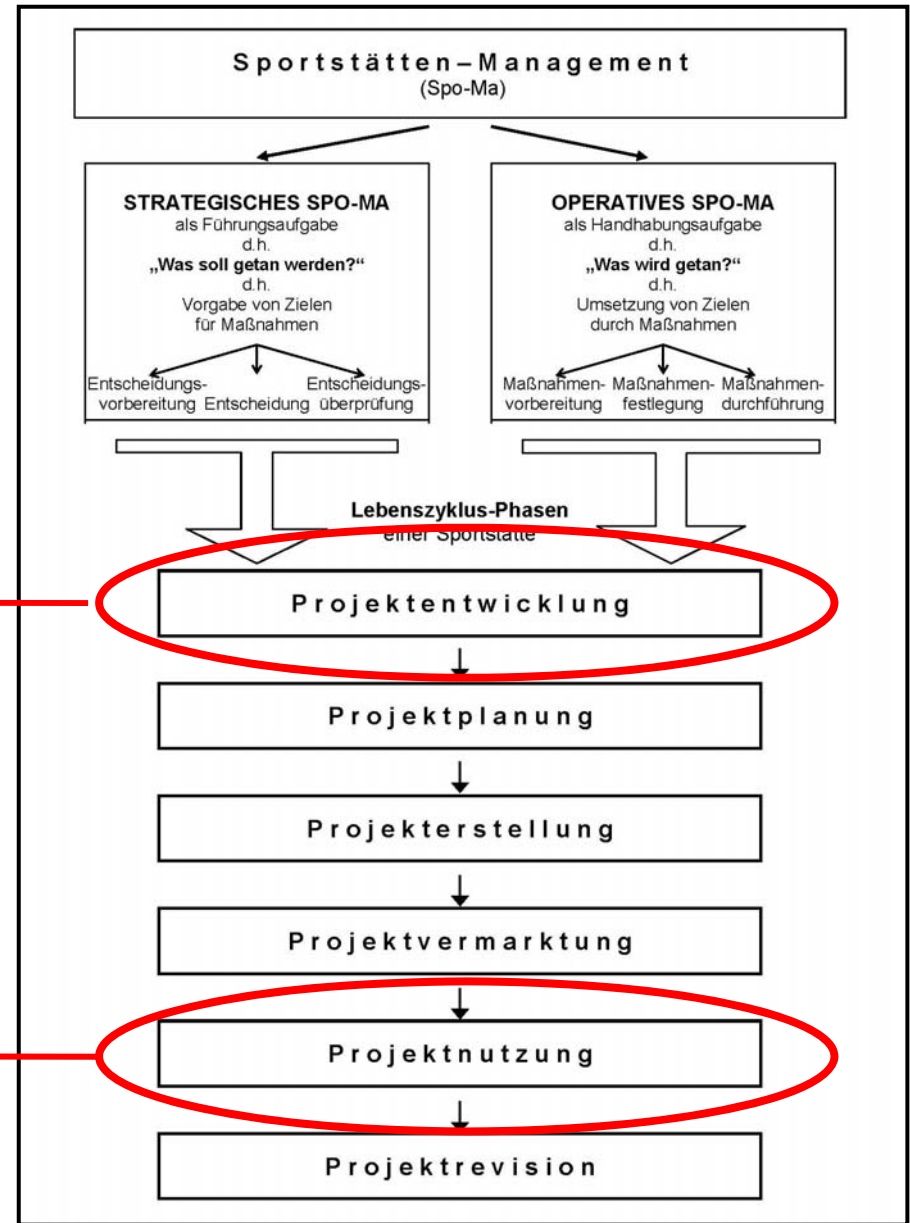 Sportstätten–Management
(Spo-Ma)
STRATEGISCHES SPO-MA
als Führungsaufgabe
d.h.
„Was soll getan werden?“
d.h.
Vorgabe von Zielen
für Maßnahmen
Entscheidungs-
vorbereitung
Entscheidung
Entscheidungs-
überprüfung
OPERATIVES SPO-MA
als Handhabungsaufgabe
d.h.
„Was wird getan?“
d.h.
Umsetzung von Zielen
durch Maßnahmen
Maßnahmen-
vorbereitung
Maßnahmen-
festlegung
Maßnahmen-
durchführung
Lebenszyklus-Phasen
einer Sportstätte
Projektentwicklung
Projektplanung
Projekterstellung
Projektvermarktung
Projektnutzung
Projektrevision